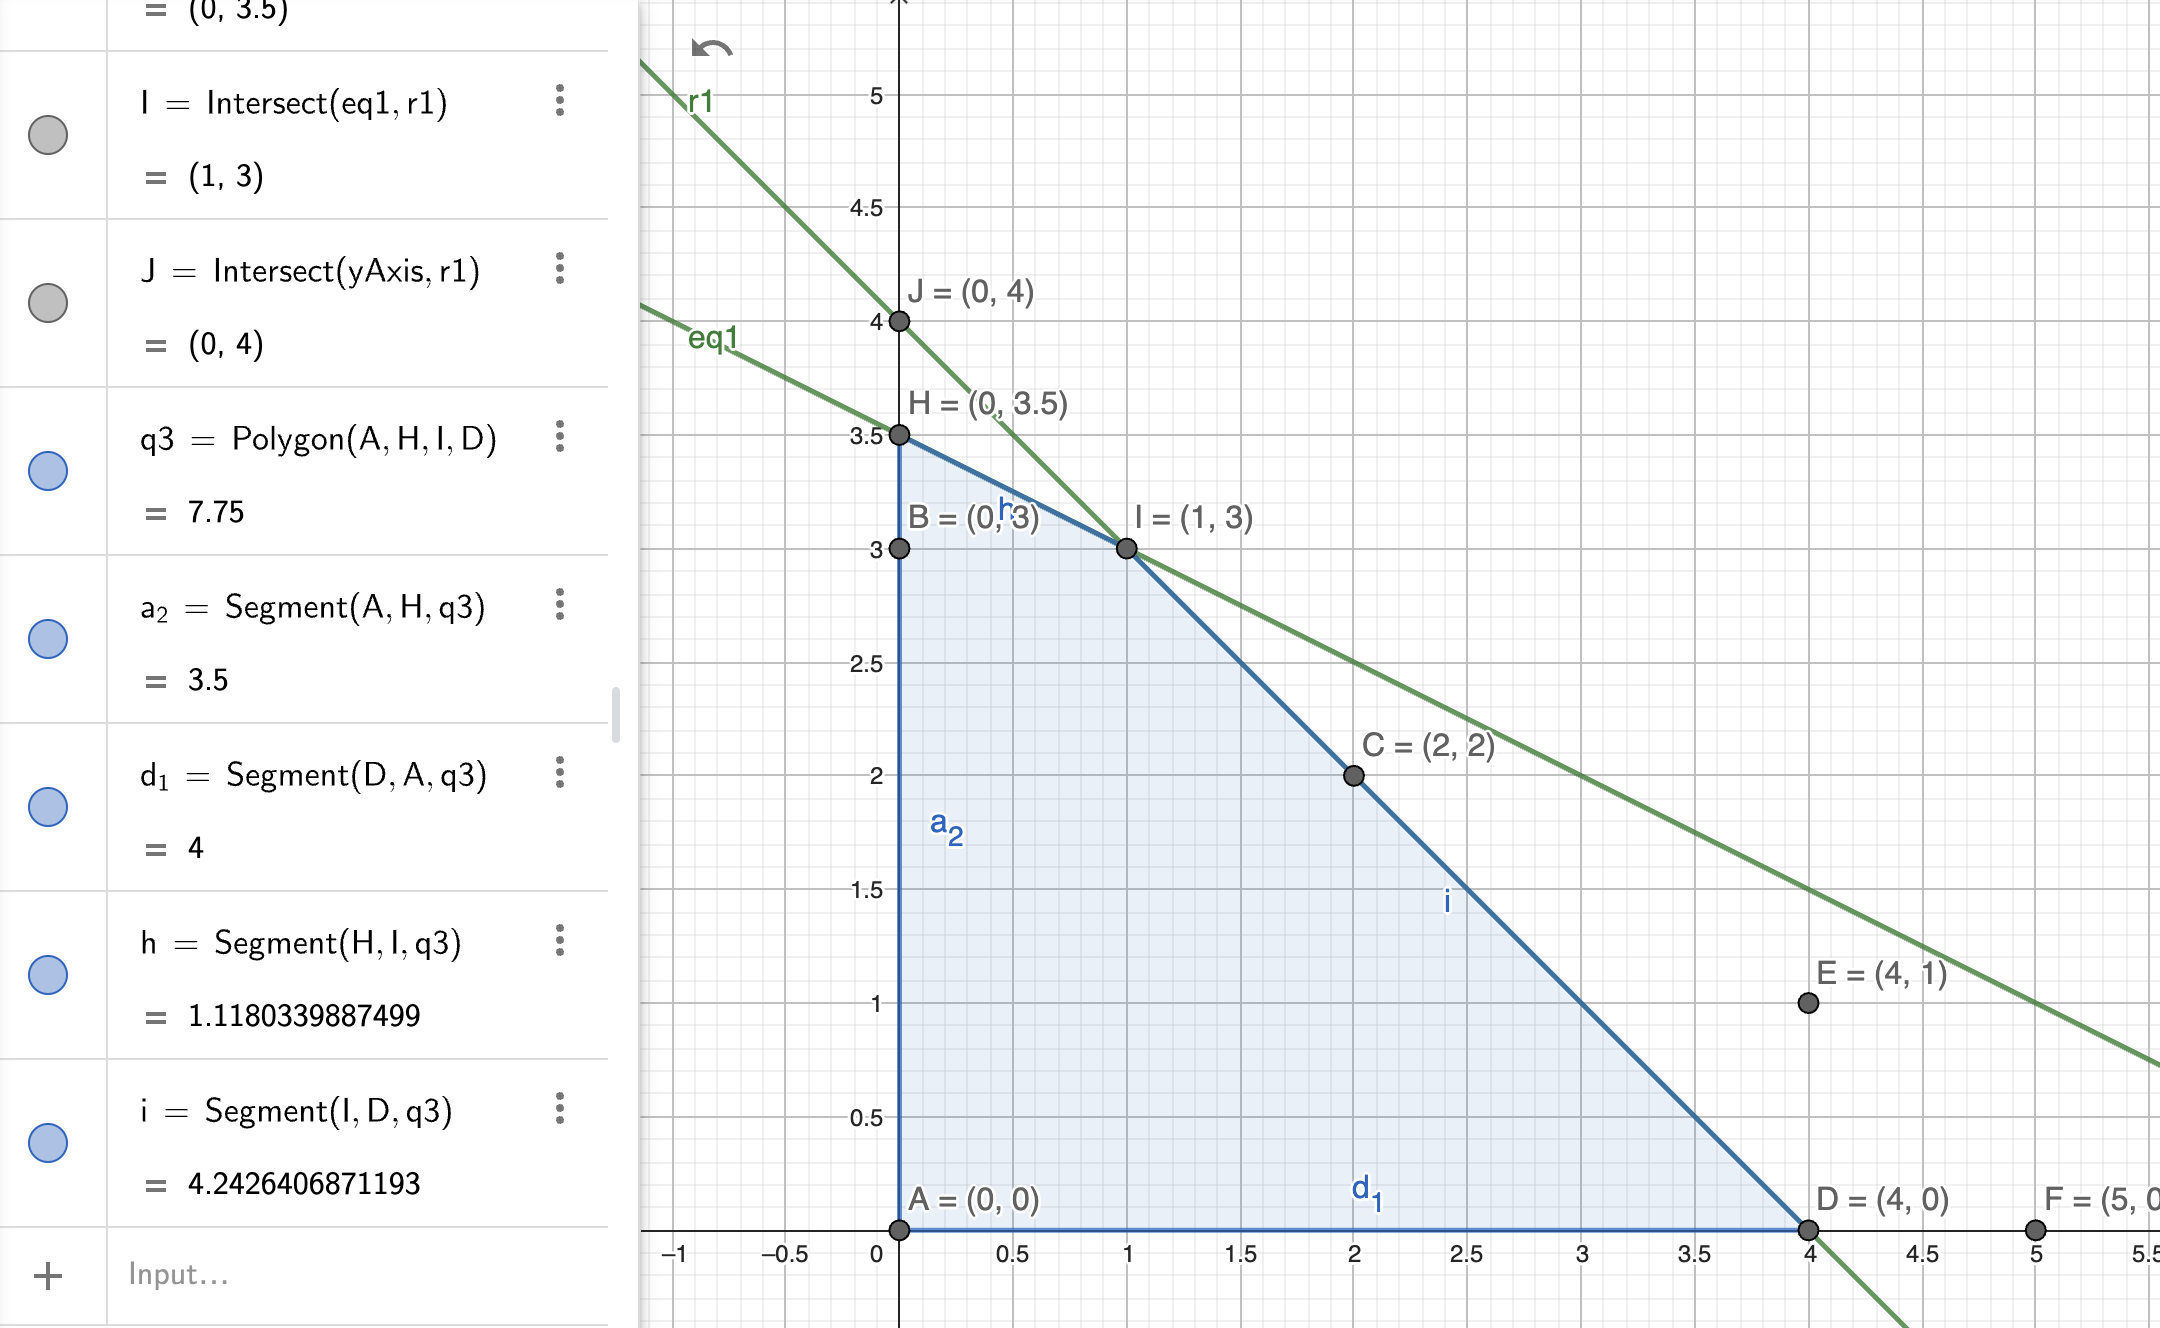 = (0, 3.5)
I = Intersect(eq1, r1)
= (1, 3)
J = Intersect(yAxis, r1)
= (0, 4)
q3 = Polygon(A, H, I, D)
= 7.75
a₂ = Segment(A, H, q3)
= 3.5
d₁ = Segment(D, A, q3)
= 4
h = Segment(H, I, q3)
= 1.1180339887499
i = Segment(I, D, q3)
= 4.2426406871193
+ Input...
r1
5
4.5
J = (0, 4)
4
eq1
H = (0, 3.5)
3.5
h
B = (0, 3)
I = (1, 3)
3
2.5
C = (2, 2)
2
a₂
1.5
i
E = (4, 1)
1
0.5
d₁
A = (0, 0)
D = (4, 0)
F = (5, 0
–1 –0.5 0 0.5 1 1.5 2 2.5 3 3.5 4 4.5 5 5.5